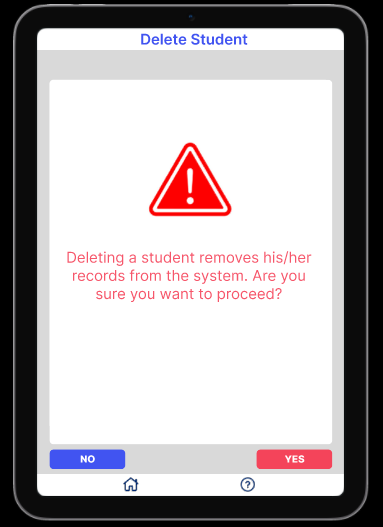 Delete Student
Deleting a student removes his/her
records from the system. Are you
sure you want to proceed?
NO
YES